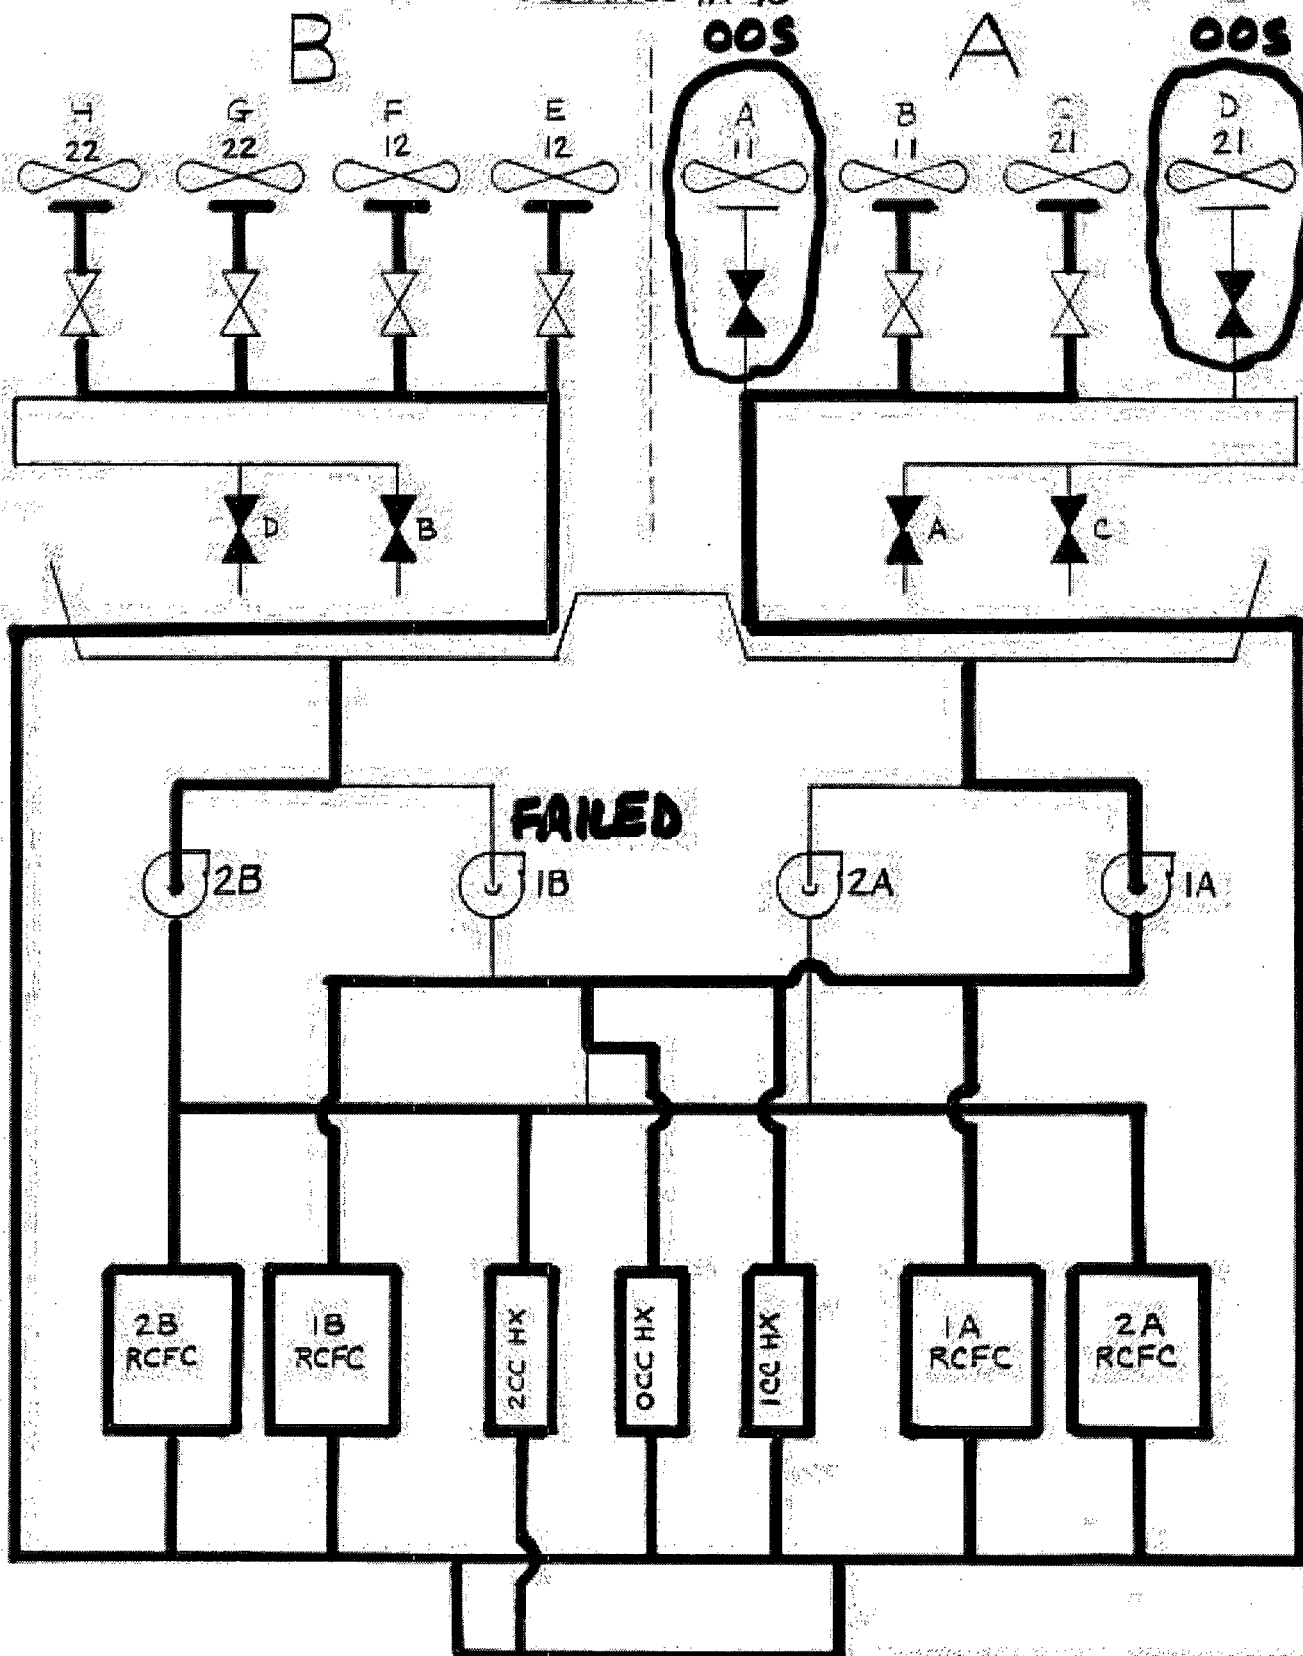 OOS OOS
B A
H G F E A B C D
22 22 12 12 11 11 21 21
D B A C
FAILED
2B 1B 2A 1A
2B RCFC
1B RCFC
2CC HX
0CC HX
1CC HX
1A RCFC
2A RCFC